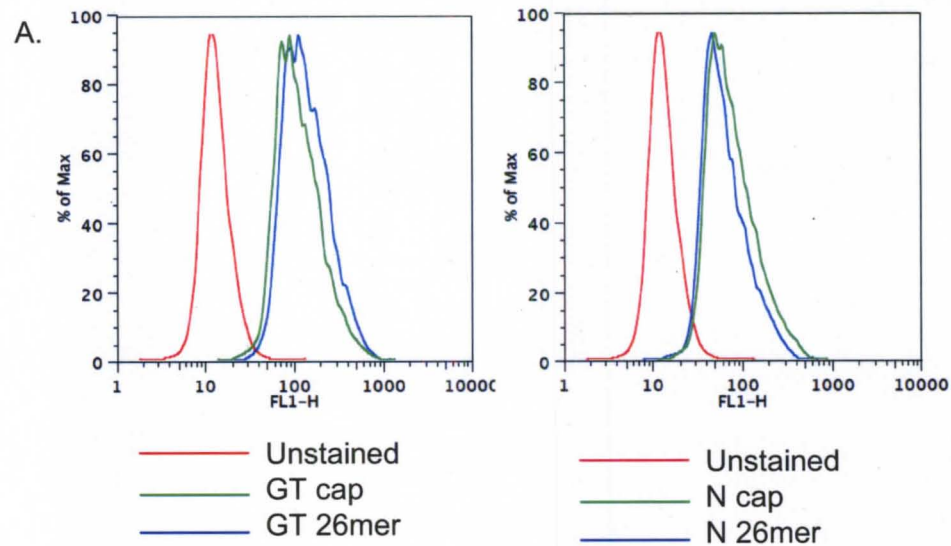 A.
% of Max
100
80
60
40
20
0
1 10 100 1000 1000
FL1-H
Unstained
GT cap
GT 26mer
% of Max
100
80
60
40
20
0
1 10 100 1000 10000
FL1-H
Unstained
N cap
N 26mer